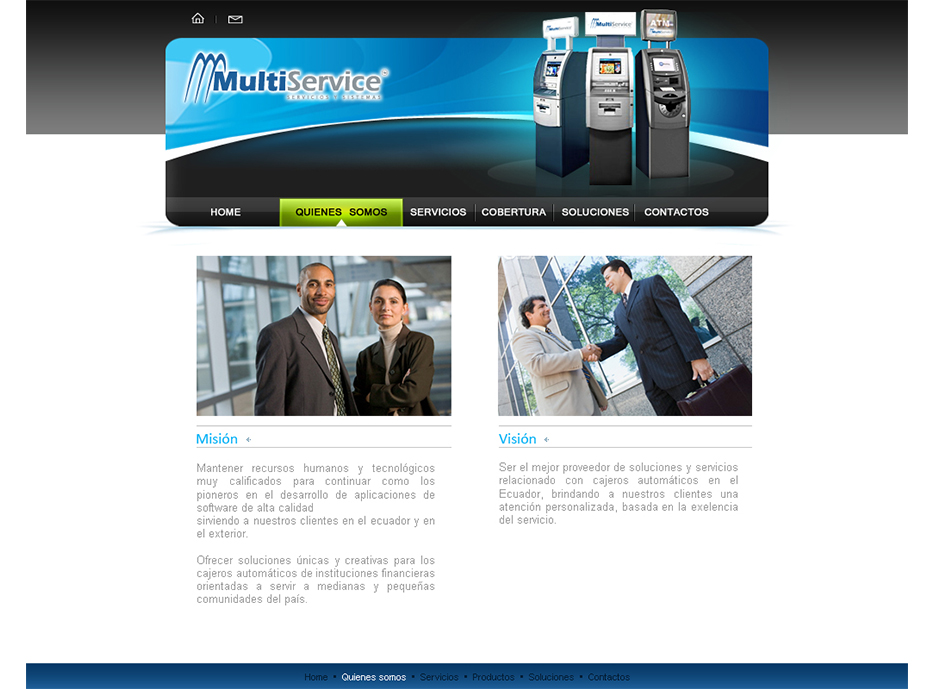 MultiService
ATM
MultiService®
SERVICIOS Y SISTEMAS
HOME QUIENES SOMOS SERVICIOS COBERTURA SOLUCIONES CONTACTOS
Misión
Mantener recursos humanos y tecnológicos
muy calificados para continuar como los
pioneros en el desarrollo de aplicaciones de
software de alta calidad
sirviendo a nuestros clientes en el ecuador y en
el exterior.
Ofrecer soluciones únicas y creativas para los
cajeros automáticos de instituciones financieras
orientadas a servir a medianas y pequeñas
comunidades del país.
Visión
Ser el mejor proveedor de soluciones y servicios
relacionado con cajeros automáticos en el
Ecuador, brindando a nuestros clientes una
atención personalizada, basada en la exelencia
del servicio.
Home • Quienes somos • Servicios • Productos • Soluciones • Contactos